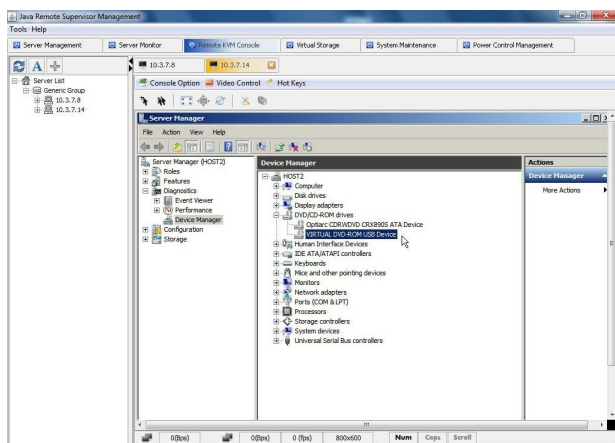 Java Remote Supervisor Management
Tools Help
Server Management
Server Monitor
Remote KVM Console
Virtual Storage
System Maintenance
Power Control Management
10.3.7.8
10.3.7.14
Server List
Generic Group
10.3.7.8
10.3.7.14
Console Option
Video Control
Hot Keys
Server Manager
File Action View Help
Server Manager (HOST2)
Roles
Features
Diagnostics
Event Viewer
Performance
Device Manager
Configuration
Storage
Device Manager
HOST2
Computer
Disk drives
Display adapters
DVD/CD-ROM drives
Optiarc CDRWDVD CRX890S ATA Device
VIRTUAL DVD-ROM USB Device
Human Interface Devices
IDE ATA/ATAPI controllers
Keyboards
Mice and other pointing devices
Monitors
Network adapters
Ports (COM & LPT)
Processors
Storage controllers
System devices
Universal Serial Bus controllers
Actions
Device Manager
More Actions
0(Bps)
0(Bps)
0 (fps)
800x600
Num
Caps
Scroll